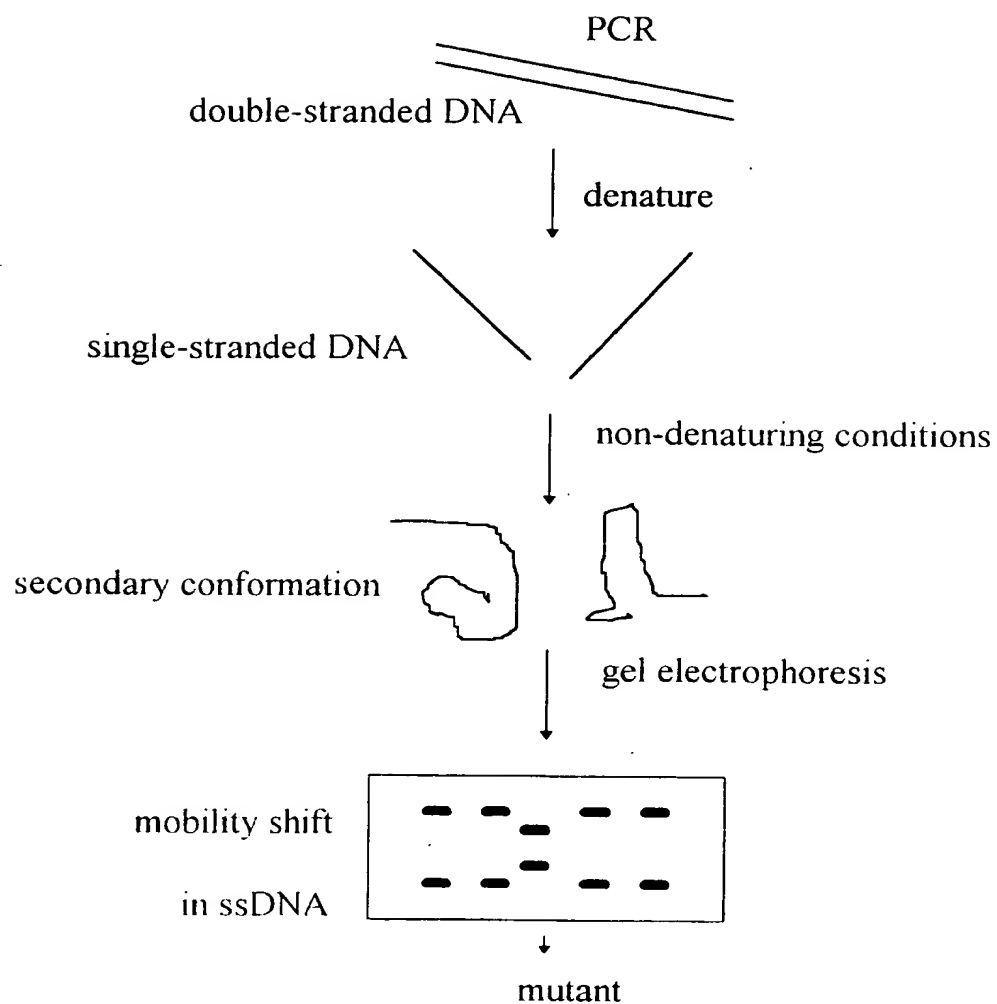 PCR
double-stranded DNA
denature
single-stranded DNA
non-denaturing conditions
secondary conformation
gel electrophoresis
mobility shift
in ssDNA
mutant